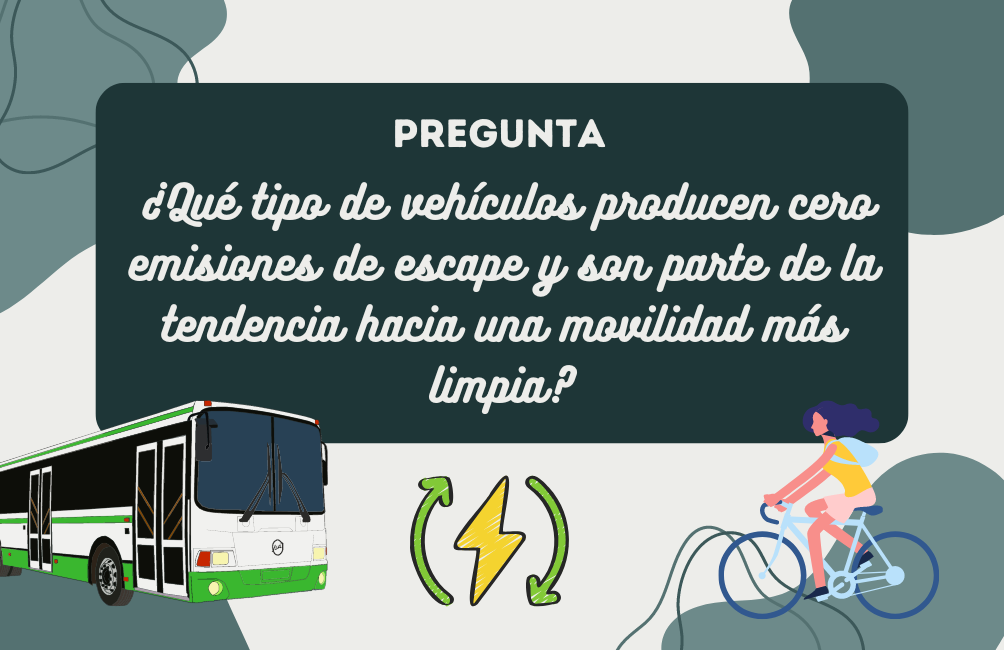 PREGUNTA
¿Qué tipo de vehículos producen cero
emisiones de escape y son parte de la
tendencia hacia una movilidad más
limpia?